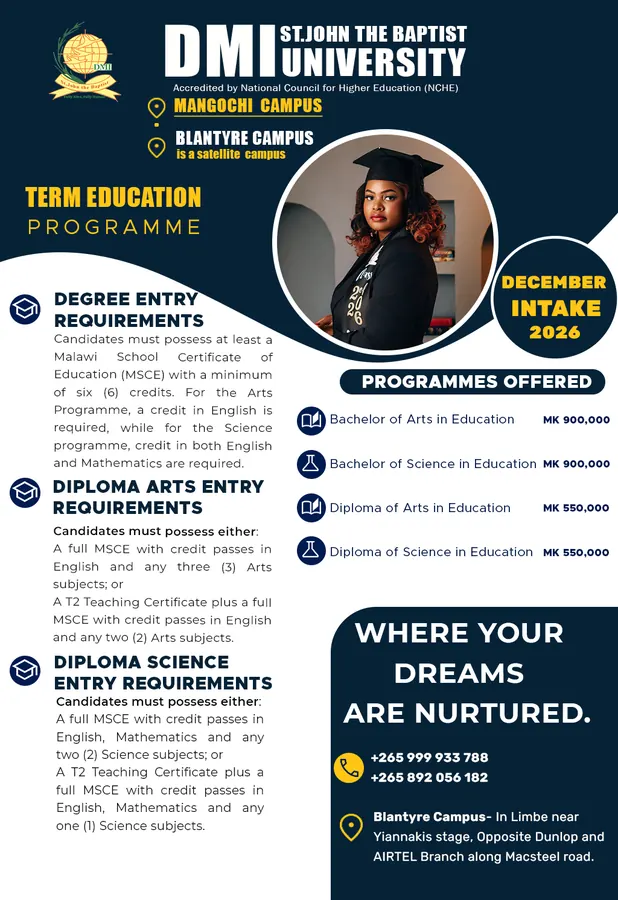 DMI
ST.JOHN THE BAPTIST
UNIVERSITY
Accredited by National Council for Higher Education (NCHE)
DMI
St. John the Baptist
MANGOCHI CAMPUS
BLANTYRE CAMPUS
is a satellite campus
TERM EDUCATION
PROGRAMME
DECEMBER
INTAKE
2026
DEGREE ENTRY
REQUIREMENTS
Candidates must possess at least a
Malawi School Certificate of
Education (MSCE) with a minimum
of six (6) credits. For the Arts
Programme, a credit in English is
required, while for the Science
programme, credit in both English
and Mathematics are required.
DIPLOMA ARTS ENTRY
REQUIREMENTS
Candidates must possess either:
A full MSCE with credit passes in
English and any three (3) Arts
subjects; or
A T2 Teaching Certificate plus a full
MSCE with credit passes in English
and any two (2) Arts subjects.
DIPLOMA SCIENCE
ENTRY REQUIREMENTS
Candidates must possess either:
A full MSCE with credit passes in
English, Mathematics and any
two (2) Science subjects; or
A T2 Teaching Certificate plus a
full MSCE with credit passes in
English, Mathematics and any
one (1) Science subjects.
PROGRAMMES OFFERED
Bachelor of Arts in Education MK 900,000
Bachelor of Science in Education MK 900,000
Diploma of Arts in Education MK 550,000
Diploma of Science in Education MK 550,000
WHERE YOUR
DREAMS
ARE NURTURED.
+265 999 933 788
+265 892 056 182
Blantyre Campus- In Limbe near
Yiannakis stage, Opposite Dunlop and
AIRTEL Branch along Macsteel road.